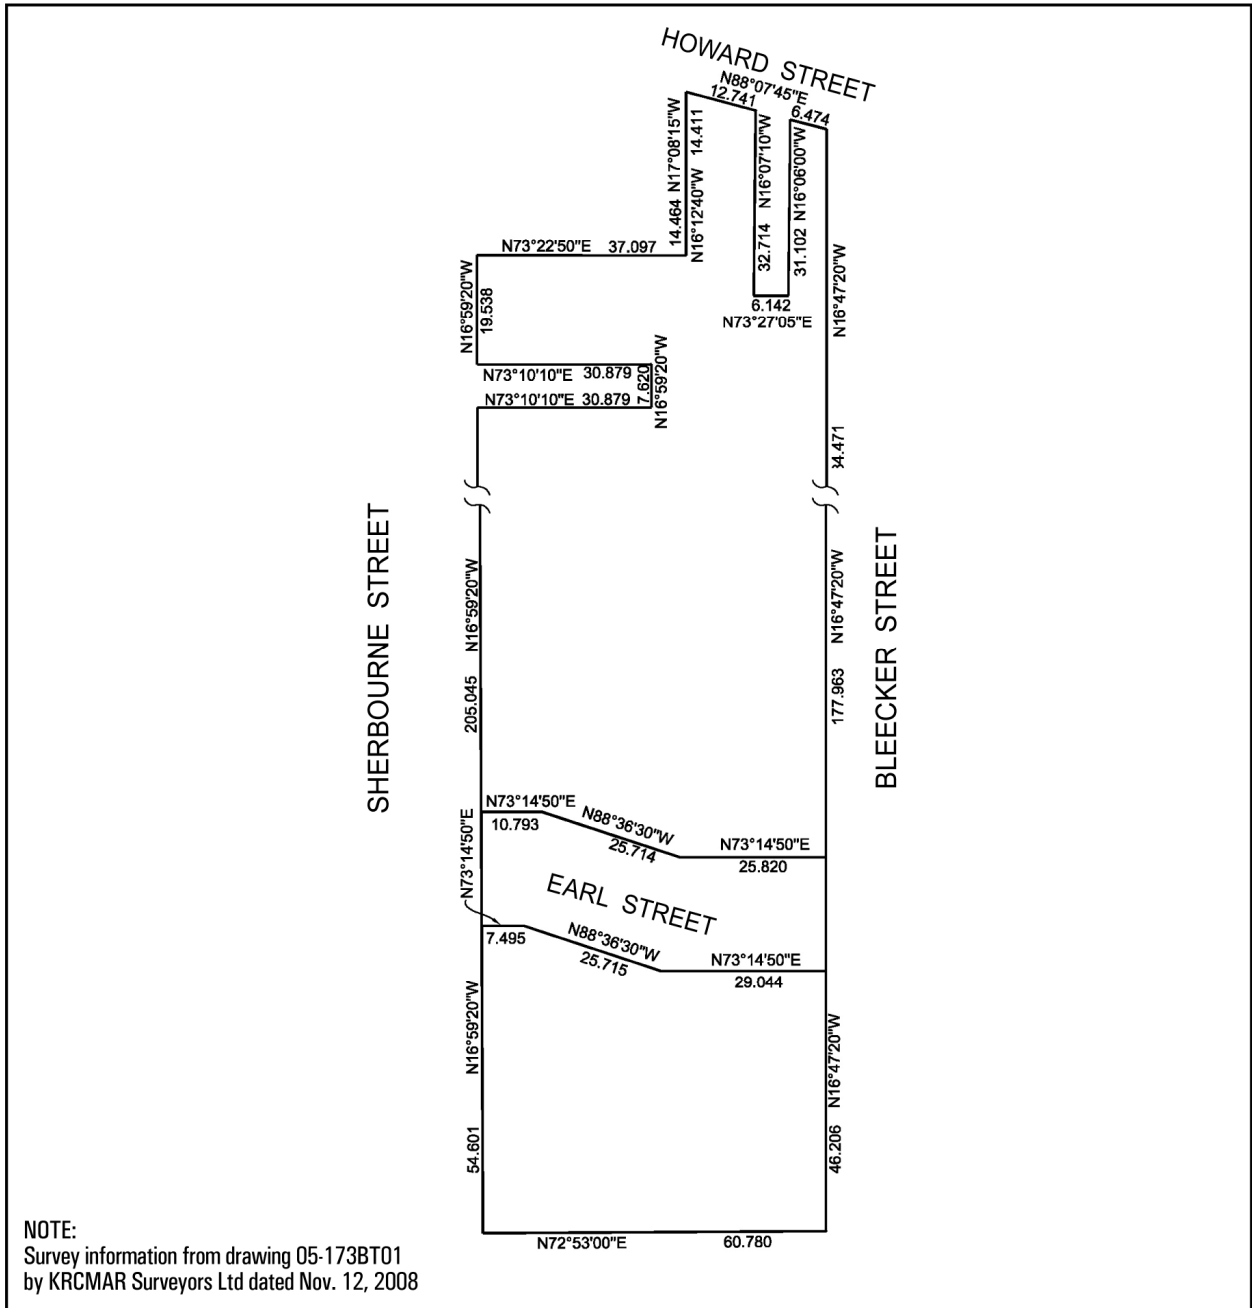 HOWARD STREET
N88°07'45"E
12.741
6.474
N17°08'15"W
14.464
14.411
N16°12'40"W
N16°07'10"W
32.714
N16°06'00"W
31.102
N73°22'50"E 37.097
N16°59'20"W
19.538
6.142
N73°27'05"E
N16°47'20"W
N73°10'10"E 30.879
7.620
N16°59'20"W
N73°10'10"E 30.879
4.471
SHERBOURNE STREET
BLEECKER STREET
N16°59'20"W
205.045
N16°47'20"W
177.963
N73°14'50"E
10.793
N88°36'30"W
25.714
N73°14'50"E
25.820
EARL STREET
N73°14'50"E
7.495
N88°36'30"W
25.715
N73°14'50"E
29.044
N16°59'20"W
54.601
N16°47'20"W
46.206
N72°53'00"E 60.780
NOTE:
Survey information from drawing 05-173BT01
by KRCMAR Surveyors Ltd dated Nov. 12, 2008